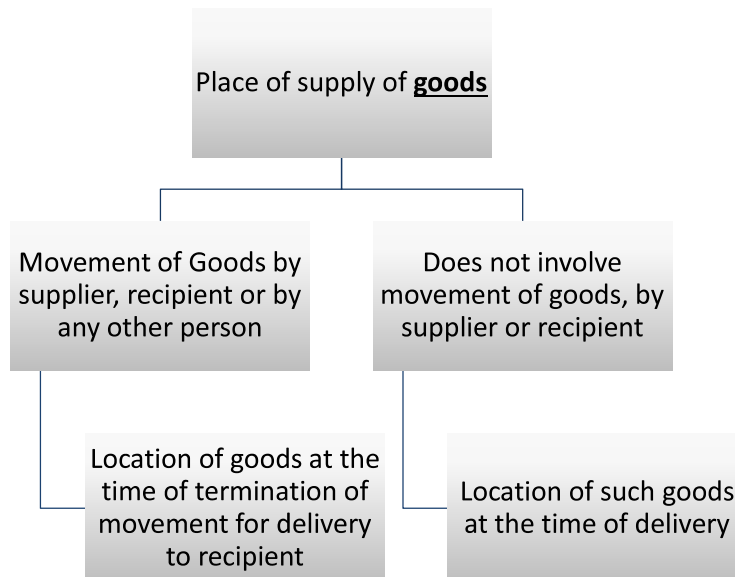 Place of supply of goods
Movement of Goods by
supplier, recipient or by
any other person
Does not involve
movement of goods, by
supplier or recipient
Location of goods at the
time of termination of
movement for delivery
to recipient
Location of such goods
at the time of delivery